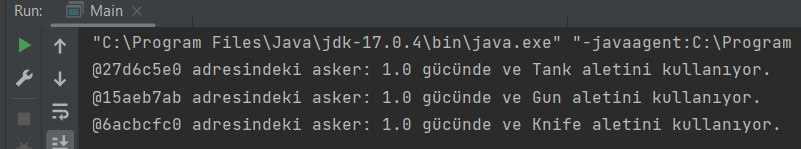 Run: Main
"C:\Program Files\Java\jdk-17.0.4\bin\java.exe" "-javaagent:C:\Program
@27d6c5e0 adresindeki asker: 1.0 gücünde ve Tank aletini kullanıyor.
@15aeb7ab adresindeki asker: 1.0 gücünde ve Gun aletini kullanıyor.
@6acbcfc0 adresindeki asker: 1.0 gücünde ve Knife aletini kullanıyor.